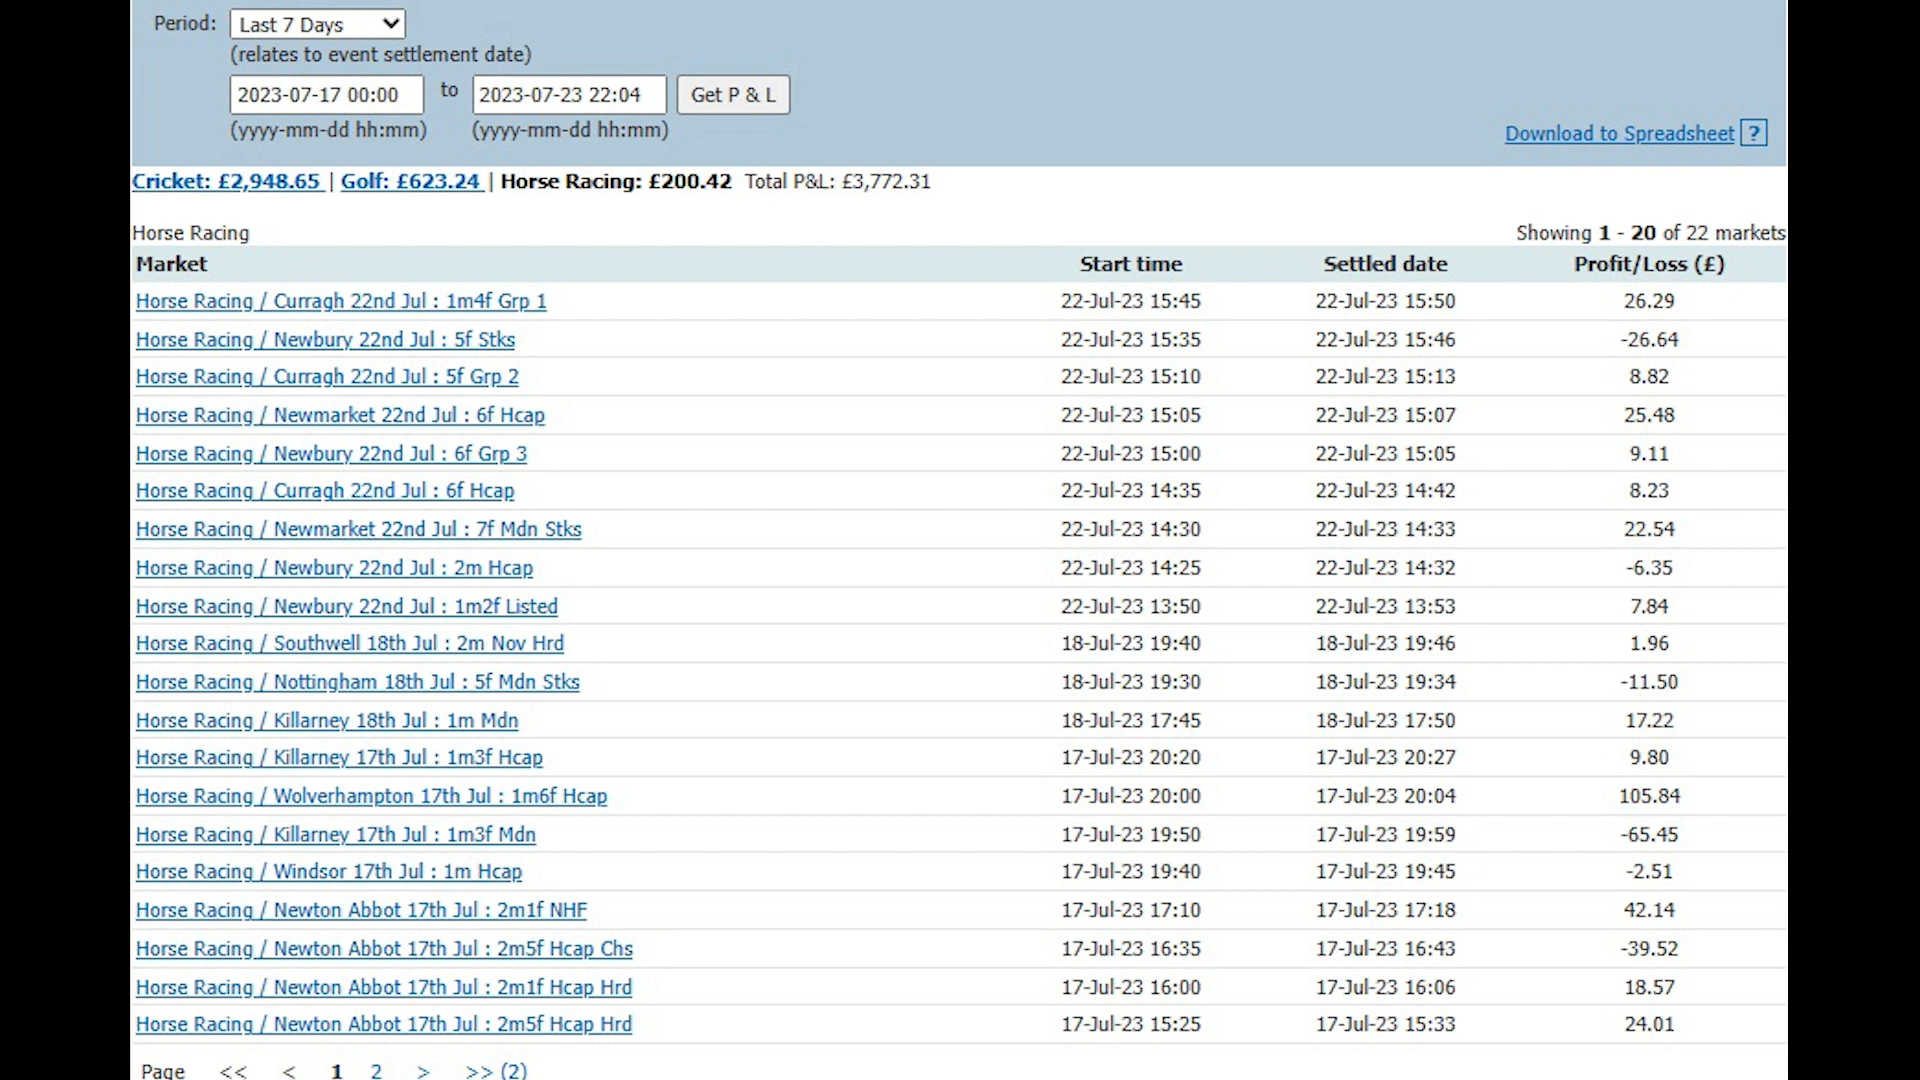 Period: Last 7 Days
(relates to event settlement date)
2023-07-17 00:00 to 2023-07-23 22:04 Get P & L
(yyyy-mm-dd hh:mm) (yyyy-mm-dd hh:mm)
Download to Spreadsheet ?
Cricket: £2,948.65 | Golf: £623.24 | Horse Racing: £200.42 Total P&L: £3,772.31
Horse Racing Showing 1 - 20 of 22 markets
Market Start time Settled date Profit/Loss (£)
Horse Racing / Curragh 22nd Jul : 1m4f Grp 1 22-Jul-23 15:45 22-Jul-23 15:50 26.29
Horse Racing / Newbury 22nd Jul : 5f Stks 22-Jul-23 15:35 22-Jul-23 15:46 -26.64
Horse Racing / Curragh 22nd Jul : 5f Grp 2 22-Jul-23 15:10 22-Jul-23 15:13 8.82
Horse Racing / Newmarket 22nd Jul : 6f Hcap 22-Jul-23 15:05 22-Jul-23 15:07 25.48
Horse Racing / Newbury 22nd Jul : 6f Grp 3 22-Jul-23 15:00 22-Jul-23 15:05 9.11
Horse Racing / Curragh 22nd Jul : 6f Hcap 22-Jul-23 14:35 22-Jul-23 14:42 8.23
Horse Racing / Newmarket 22nd Jul : 7f Mdn Stks 22-Jul-23 14:30 22-Jul-23 14:33 22.54
Horse Racing / Newbury 22nd Jul : 2m Hcap 22-Jul-23 14:25 22-Jul-23 14:32 -6.35
Horse Racing / Newbury 22nd Jul : 1m2f Listed 22-Jul-23 13:50 22-Jul-23 13:53 7.84
Horse Racing / Southwell 18th Jul : 2m Nov Hrd 18-Jul-23 19:40 18-Jul-23 19:46 1.96
Horse Racing / Nottingham 18th Jul : 5f Mdn Stks 18-Jul-23 19:30 18-Jul-23 19:34 -11.50
Horse Racing / Killarney 18th Jul : 1m Mdn 18-Jul-23 17:45 18-Jul-23 17:50 17.22
Horse Racing / Killarney 17th Jul : 1m3f Hcap 17-Jul-23 20:20 17-Jul-23 20:27 9.80
Horse Racing / Wolverhampton 17th Jul : 1m6f Hcap 17-Jul-23 20:00 17-Jul-23 20:04 105.84
Horse Racing / Killarney 17th Jul : 1m3f Mdn 17-Jul-23 19:50 17-Jul-23 19:59 -65.45
Horse Racing / Windsor 17th Jul : 1m Hcap 17-Jul-23 19:40 17-Jul-23 19:45 -2.51
Horse Racing / Newton Abbot 17th Jul : 2m1f NHF 17-Jul-23 17:10 17-Jul-23 17:18 42.14
Horse Racing / Newton Abbot 17th Jul : 2m5f Hcap Chs 17-Jul-23 16:35 17-Jul-23 16:43 -39.52
Horse Racing / Newton Abbot 17th Jul : 2m1f Hcap Hrd 17-Jul-23 16:00 17-Jul-23 16:06 18.57
Horse Racing / Newton Abbot 17th Jul : 2m5f Hcap Hrd 17-Jul-23 15:25 17-Jul-23 15:33 24.01
Page << < 1 2 > >> (2)